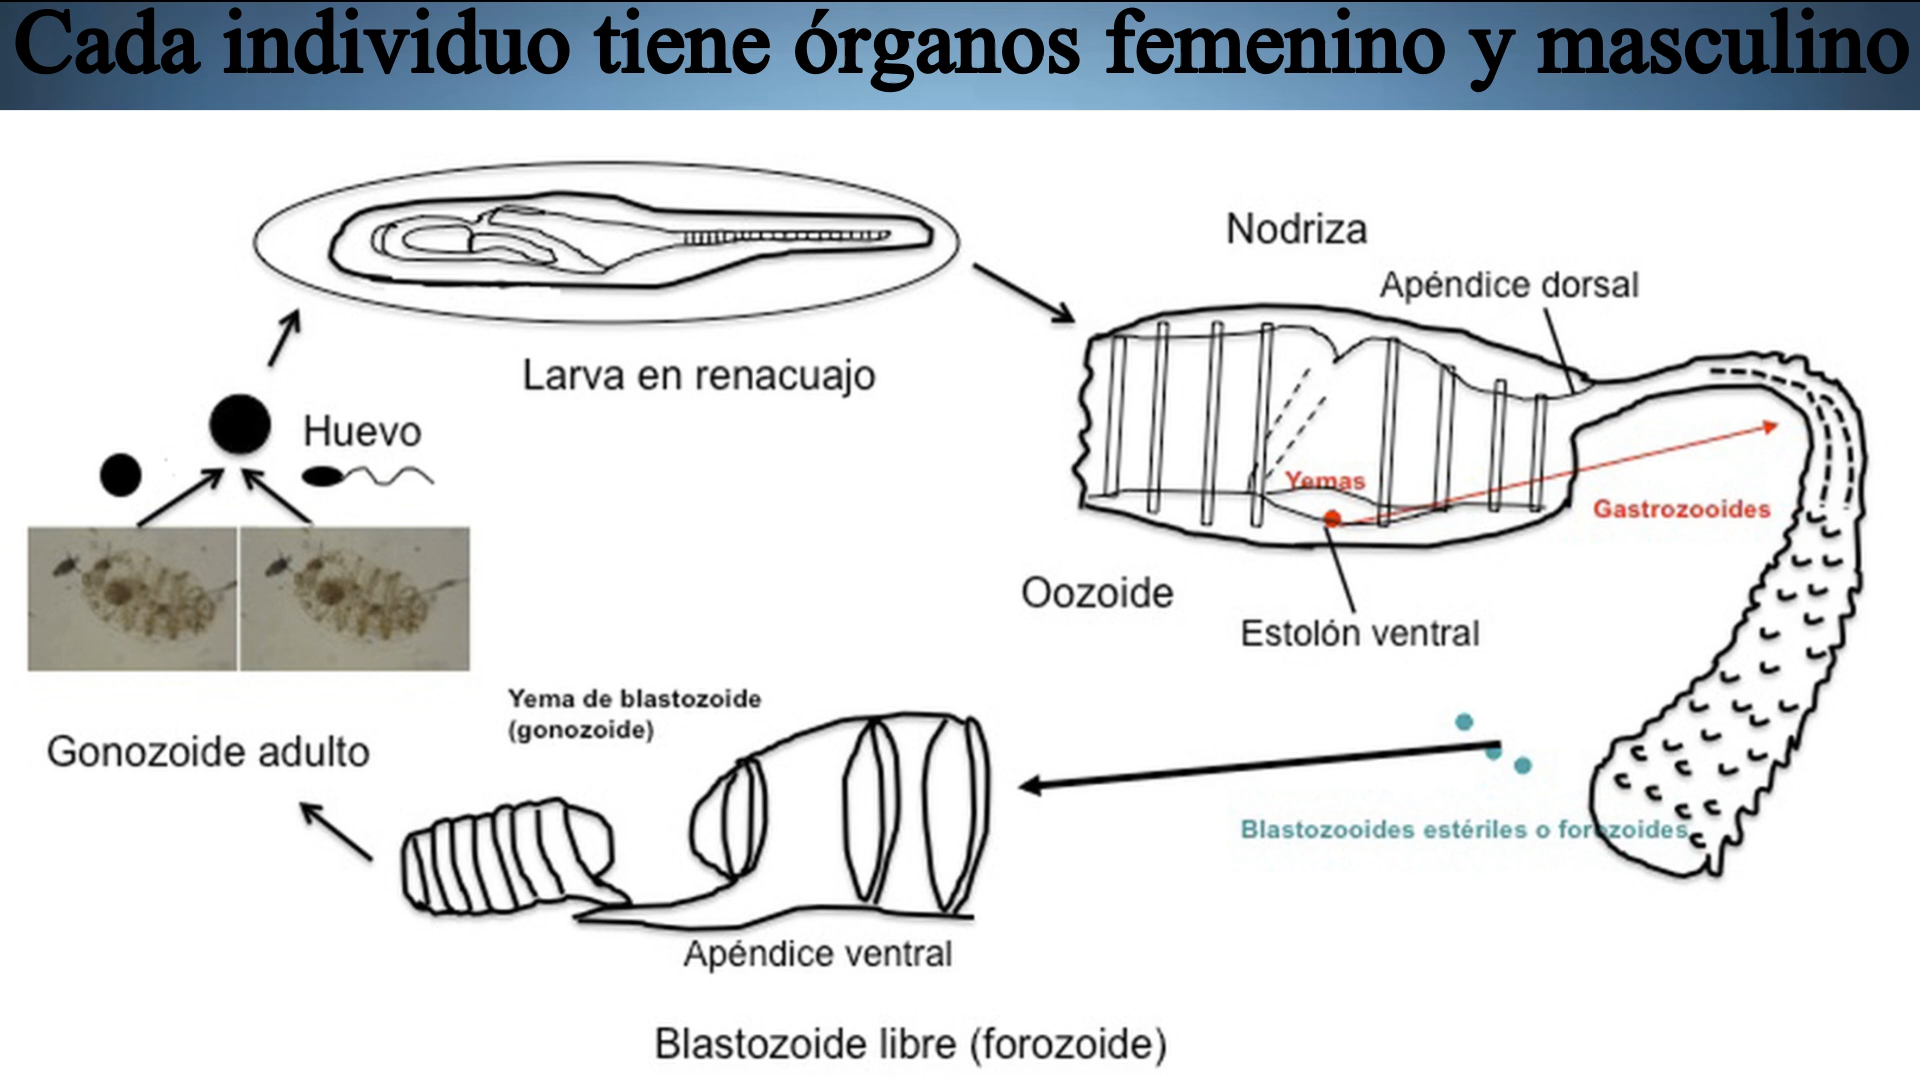 Cada individuo tiene órganos femenino y masculino
Nodriza
Apéndice dorsal
Larva en renacuajo
Huevo
Yemas
Gastrozooides
Oozoide
Estolón ventral
Yema de blastozoide
(gonozoide)
Gonozoide adulto
Blastozooides estériles o forozoides
Apéndice ventral
Blastozoide libre (forozoide)